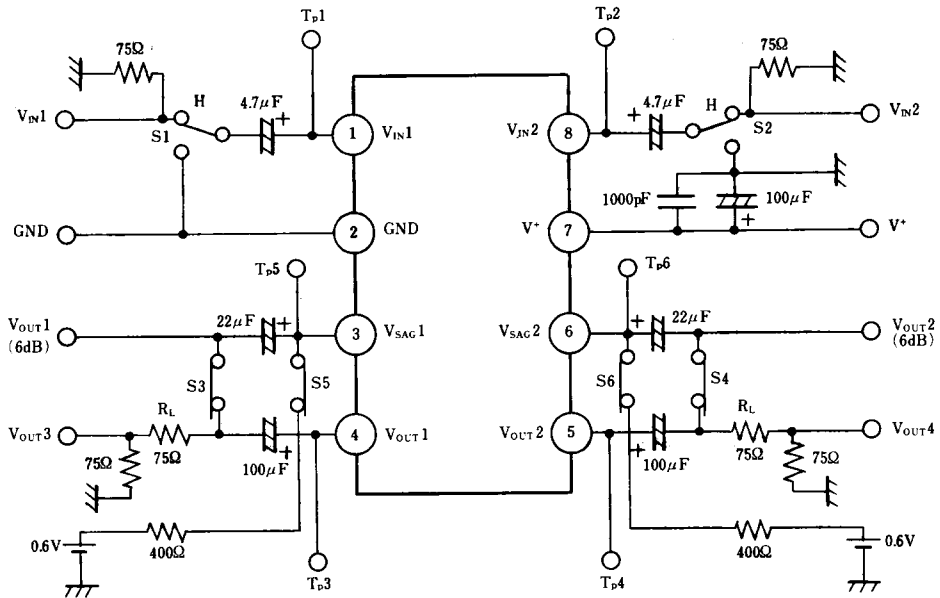 Tp1
Tp2
75Ω
75Ω
VIN1
S1
H
4.7μF
+
1
VIN1
VIN2
8
+
4.7μF
H
S2
VIN2
1000pF
100μF
+
GND
2
GND
V+
7
V+
Tp5
Tp6
VOUT1
(6dB)
22μF
+
3
VSAG1
VSAG2
6
+
22μF
VOUT2
(6dB)
S3
S5
S6
S4
VOUT3
RL
75Ω
75Ω
100μF
+
4
VOUT1
VOUT2
5
+
100μF
RL
75Ω
75Ω
VOUT4
0.6V
400Ω
Tp3
Tp4
400Ω
0.6V